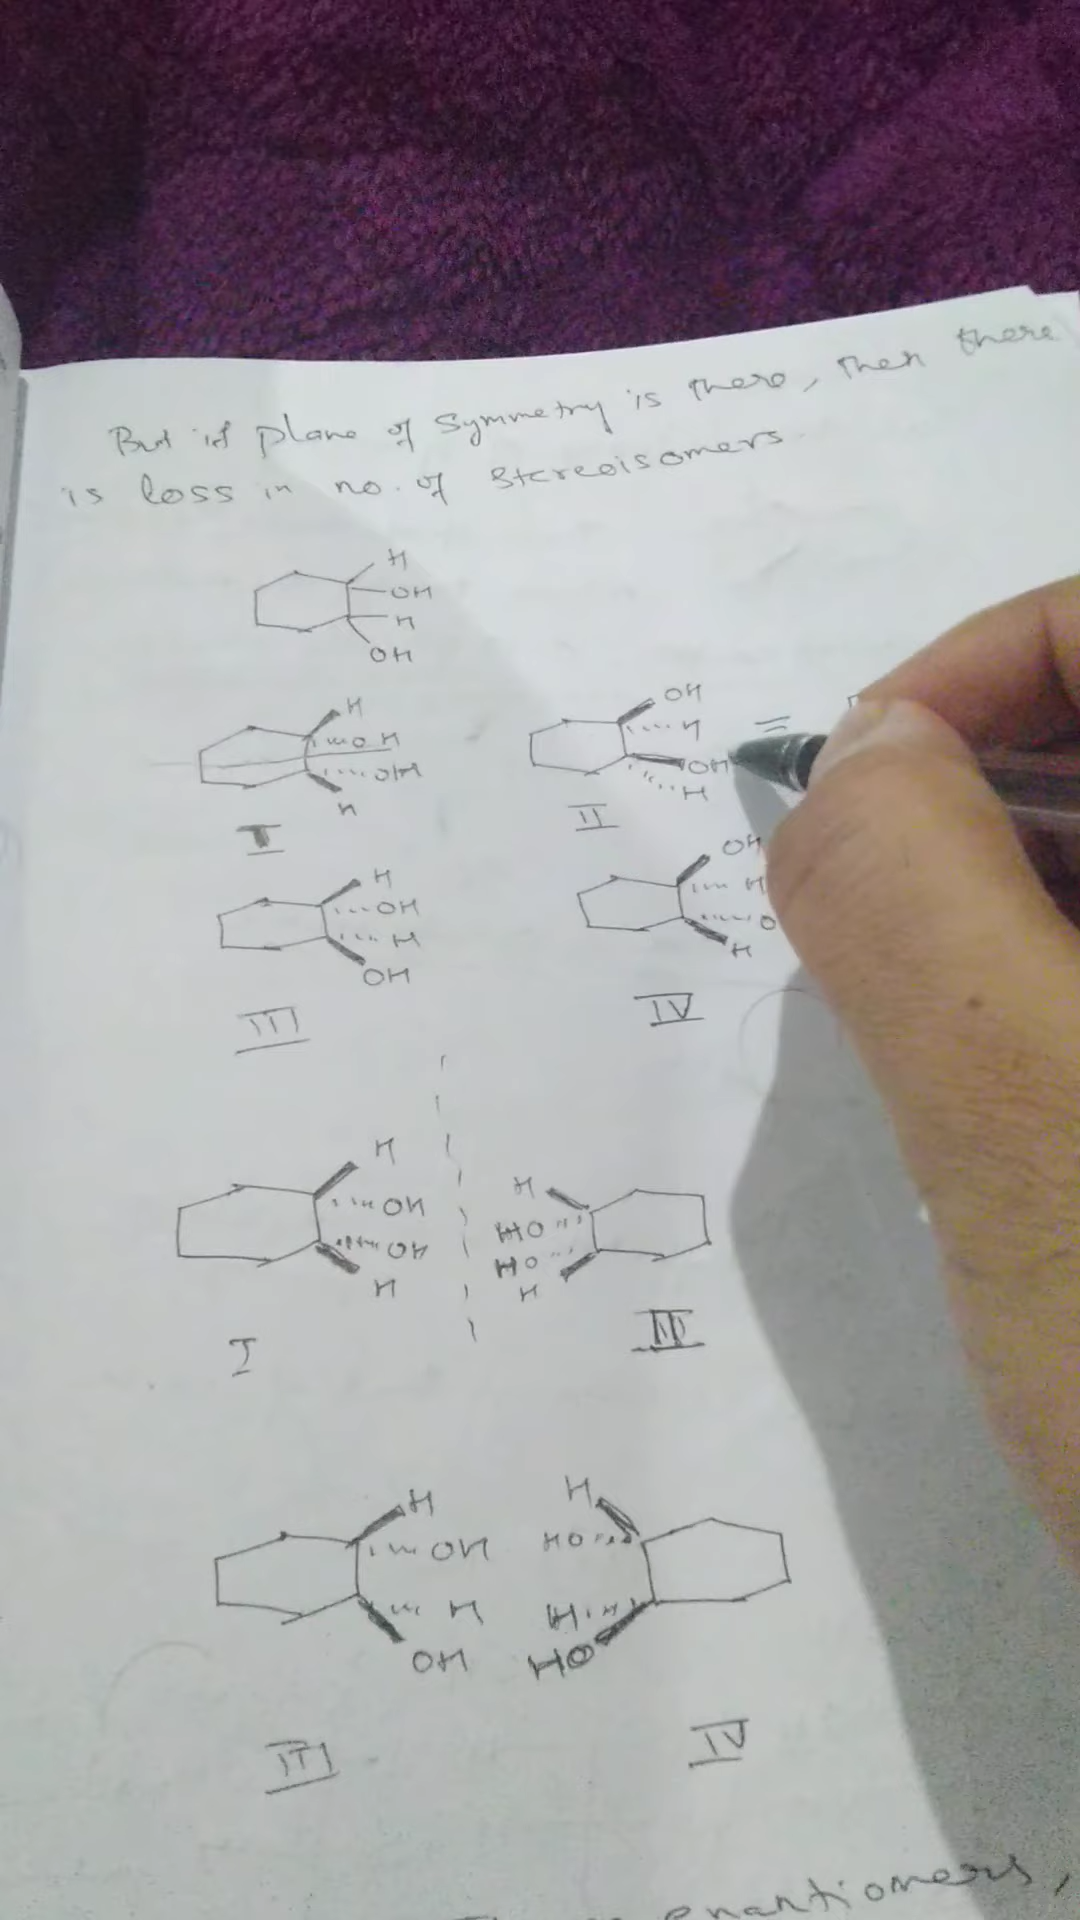 But if plane of symmetry is there, then there
is loss in no. of stereoisomers.
H
OH
H
OH
H
OH
OH
H
I
OH
H
OH
H
II
=
H
OH
H
OH
III
OH
H
O
H
IV
H
OH
OH
H
I
H
HO
HO
H
H
OH
H
OH
III
H
HO
H
HO
IV
enantiomers,